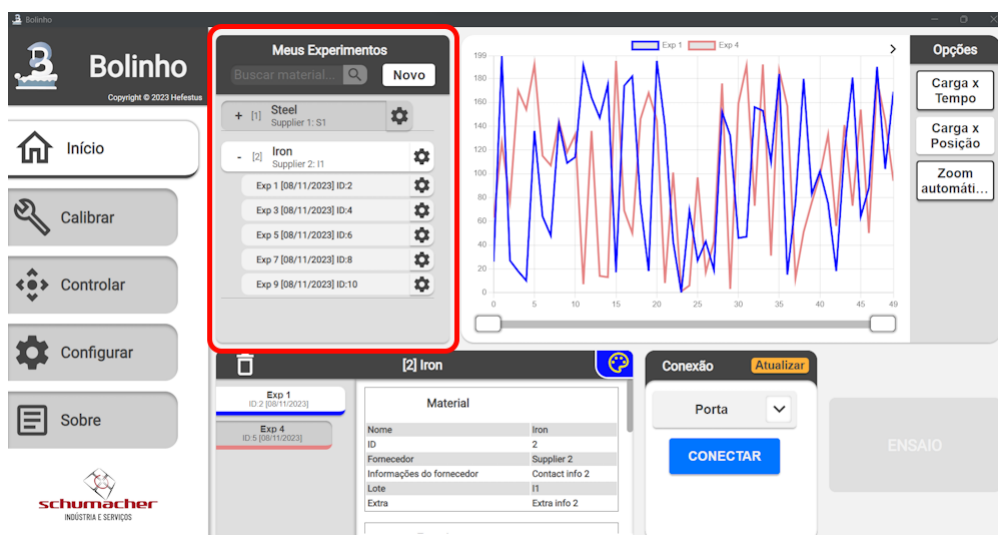 Bolinho
Bolinho
Copyright © 2023 Hefestus
Início
Calibrar
Controlar
Configurar
Sobre
schumacher
INDÚSTRIA E SERVIÇOS
Meus Experimentos
Buscar material...
Novo
+ [1] Steel
Supplier 1: S1
- [2] Iron
Supplier 2: I1
Exp 1 [08/11/2023] ID:2
Exp 3 [08/11/2023] ID:4
Exp 5 [08/11/2023] ID:6
Exp 7 [08/11/2023] ID:8
Exp 9 [08/11/2023] ID:10
Exp 1 Exp 4
199
180
160
140
120
100
80
60
40
20
0
0 5 10 15 20 25 30 35 40 45 49
Opções
Carga x
Tempo
Carga x
Posição
Zoom
automáti...
[2] Iron
Exp 1
ID:2 [08/11/2023]
Exp 4
ID:5 [08/11/2023]
Material
Nome Iron
ID 2
Fornecedor Supplier 2
Informações do fornecedor Contact info 2
Lote I1
Extra Extra info 2
Conexão Atualizar
Porta
CONECTAR
ENSAIO